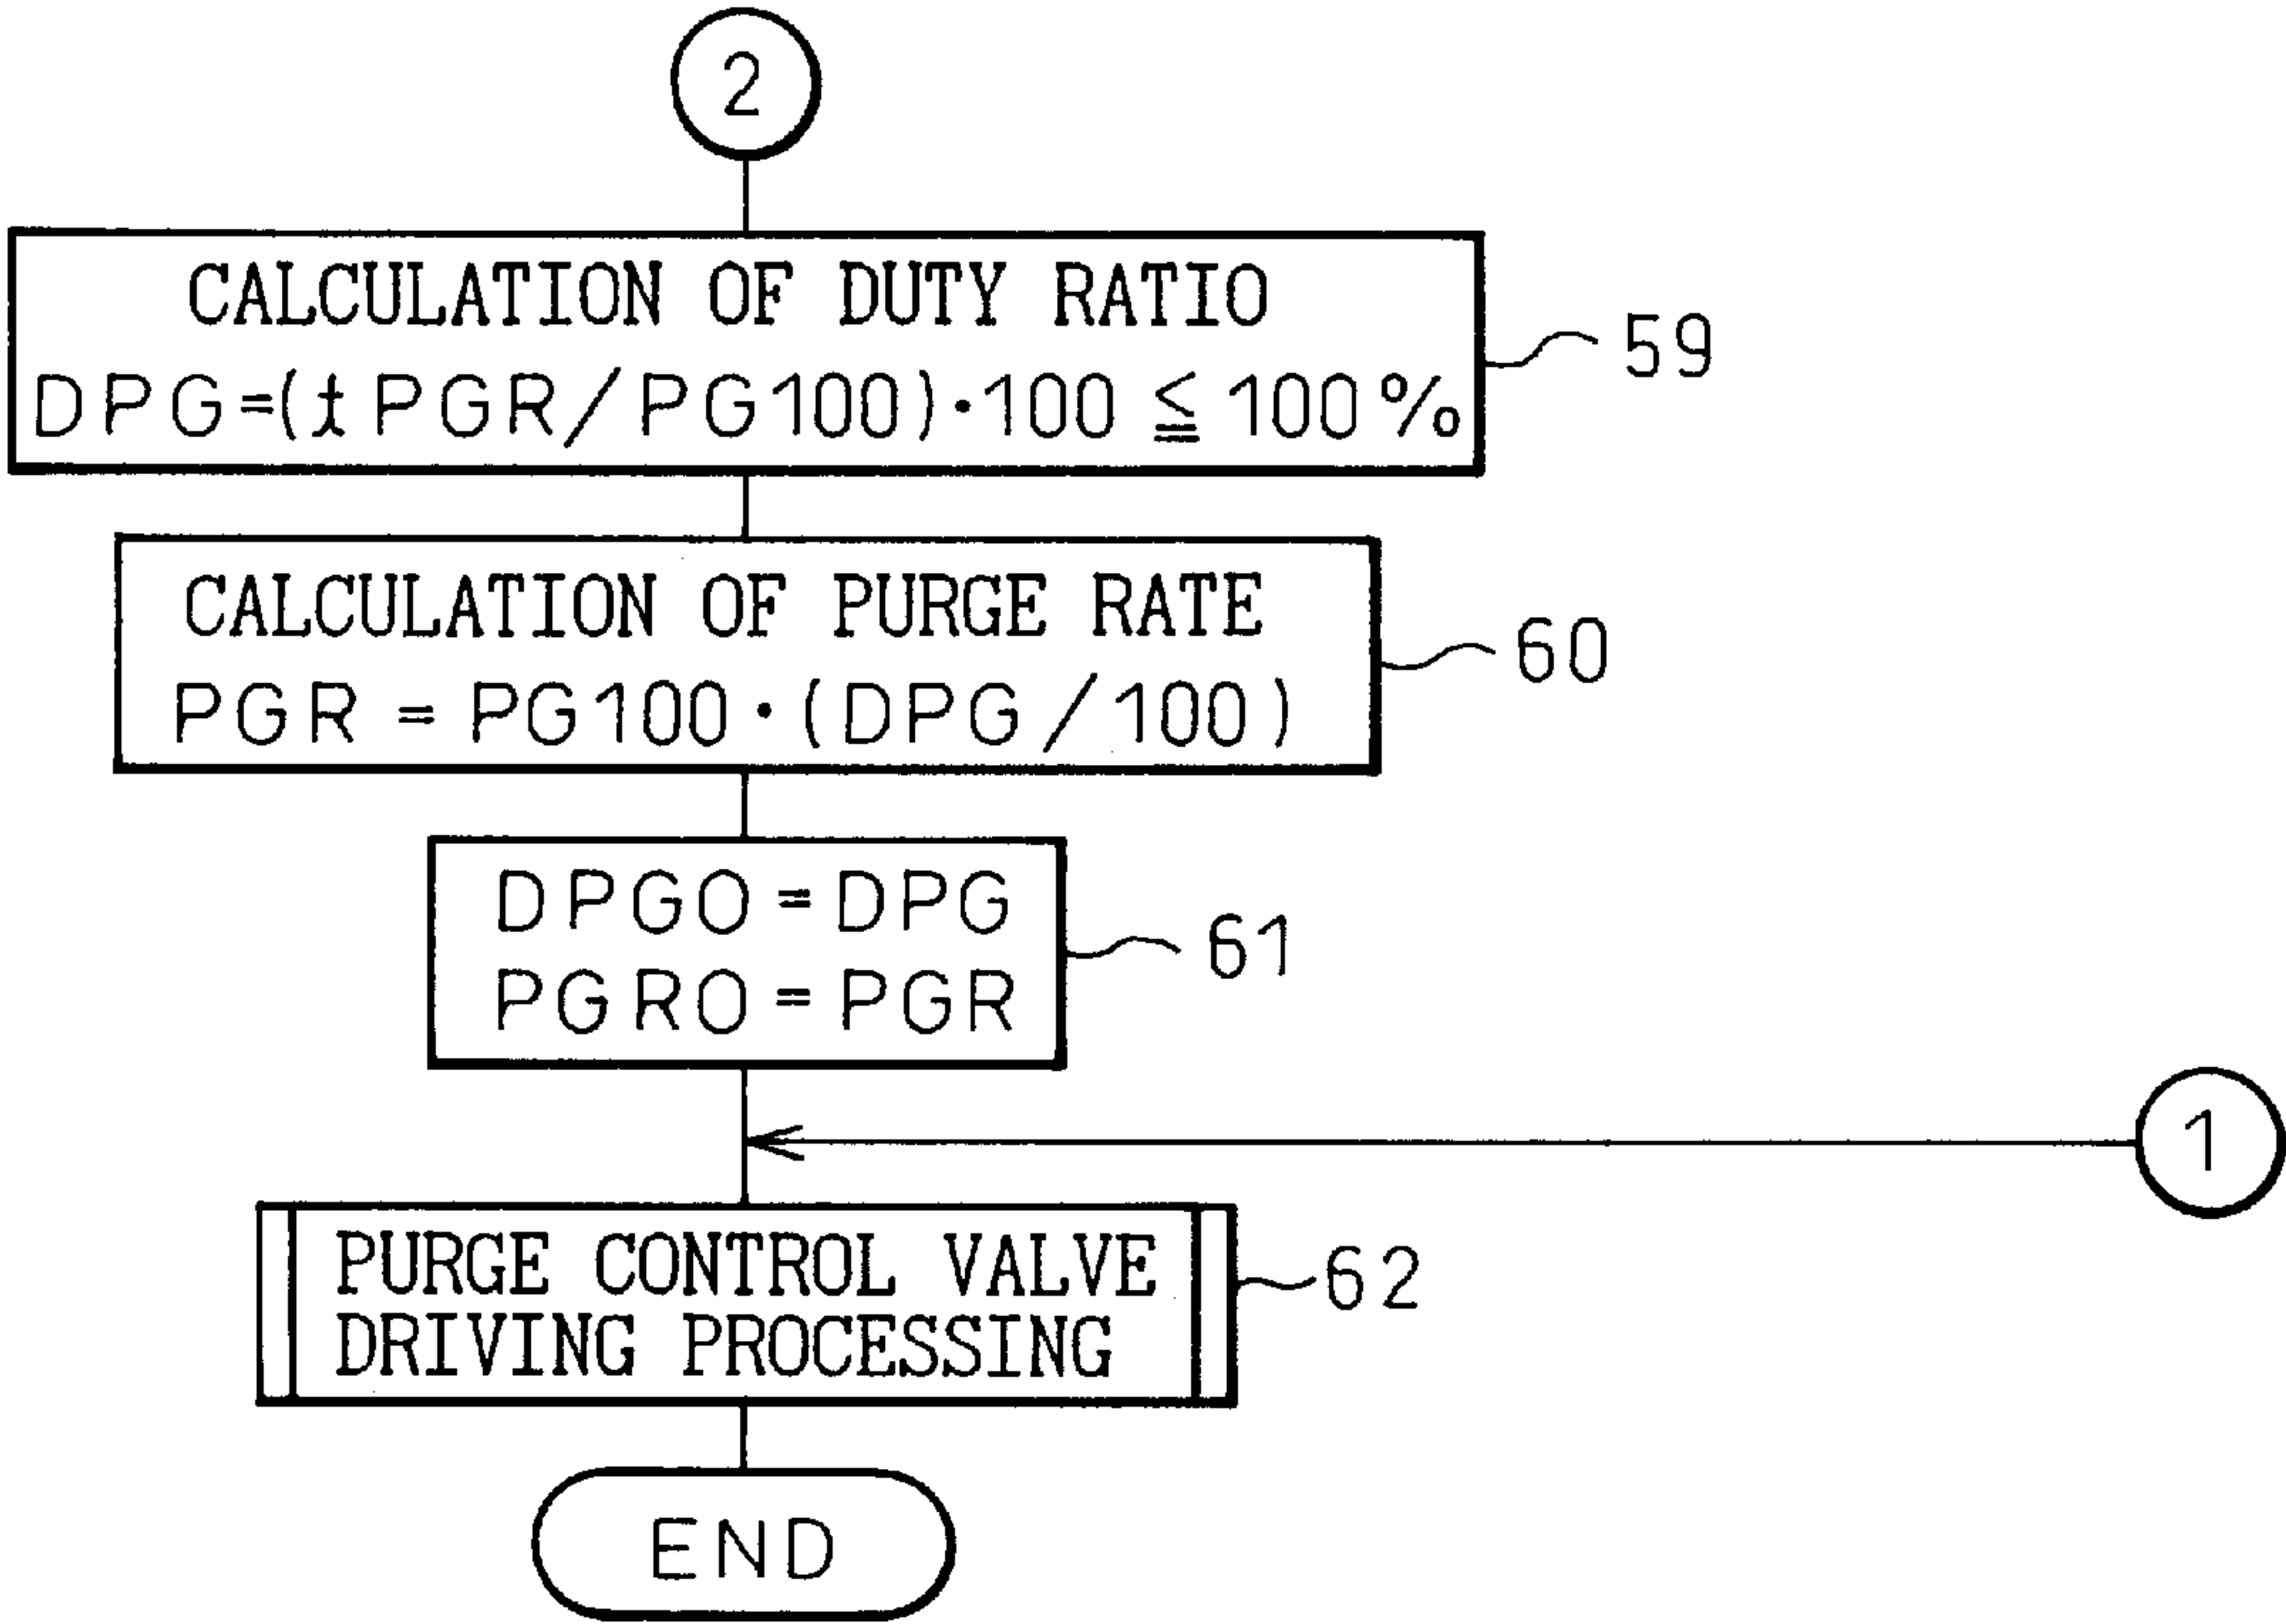 2
CALCULATION OF DUTY RATIO
DPG=(tPGR/PG100)·100≦100%
59
CALCULATION OF PURGE RATE
PGR=PG100·(DPG/100)
60
DPGO=DPG
PGRO=PGR
61
1
PURGE CONTROL VALVE
DRIVING PROCESSING
62
END